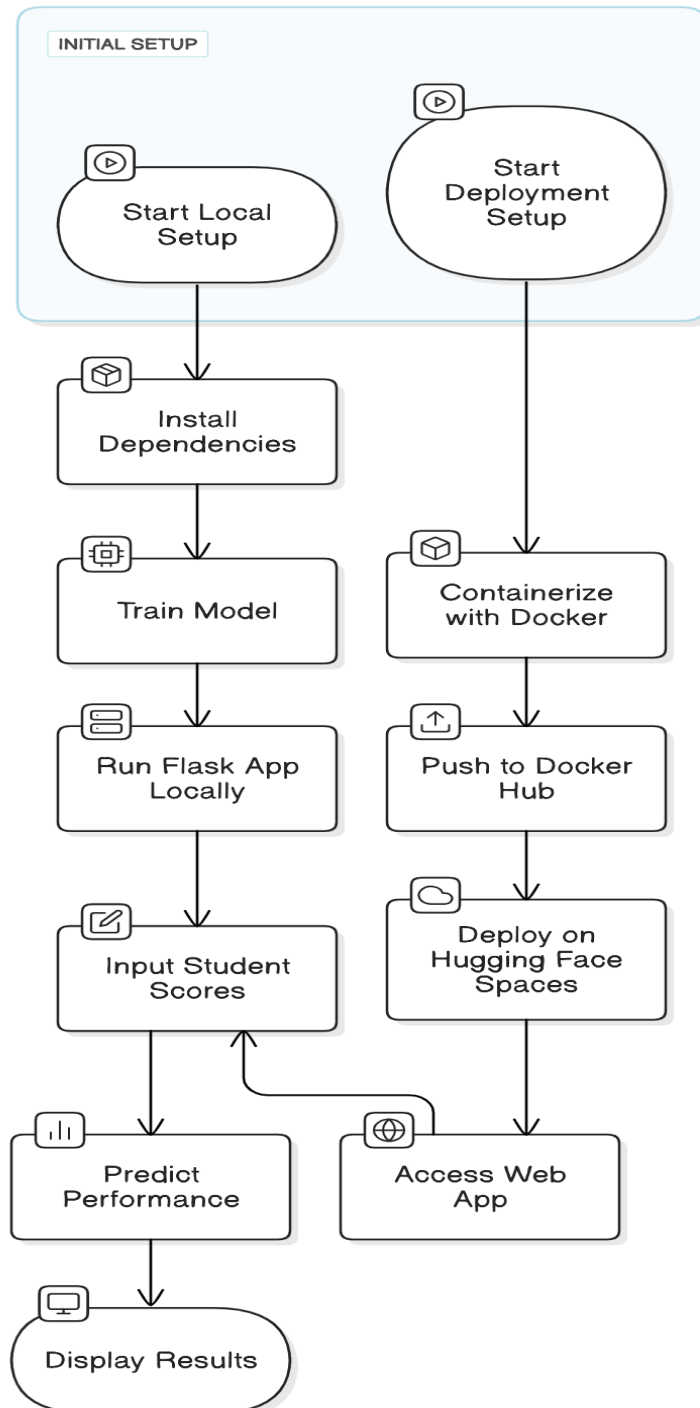 INITIAL SETUP
Start Local
Setup
Start
Deployment
Setup
Install
Dependencies
Train Model
Containerize
with Docker
Run Flask App
Locally
Push to Docker
Hub
Input Student
Scores
Deploy on
Hugging Face
Spaces
Predict
Performance
Access Web
App
Display Results